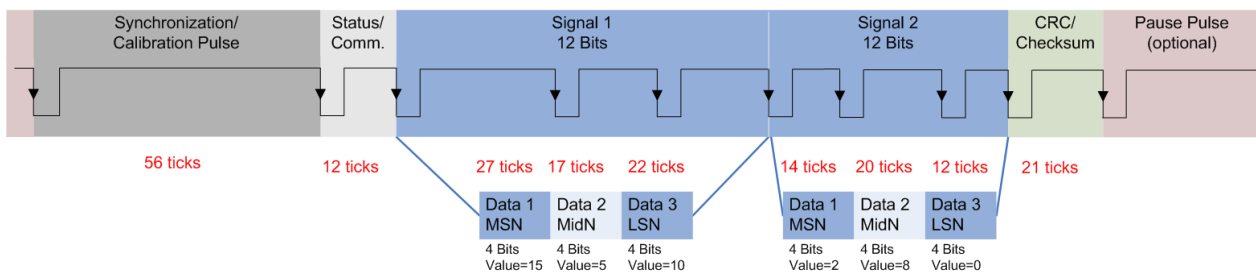 Synchronization/
Calibration Pulse
Status/
Comm.
Signal 1
12 Bits
Signal 2
12 Bits
CRC/
Checksum
Pause Pulse
(optional)
56 ticks
12 ticks
27 ticks
17 ticks
22 ticks
14 ticks
20 ticks
12 ticks
21 ticks
Data 1
MSN
Data 2
MidN
Data 3
LSN
Data 1
MSN
Data 2
MidN
Data 3
LSN
4 Bits
Value=15
4 Bits
Value=5
4 Bits
Value=10
4 Bits
Value=2
4 Bits
Value=8
4 Bits
Value=0